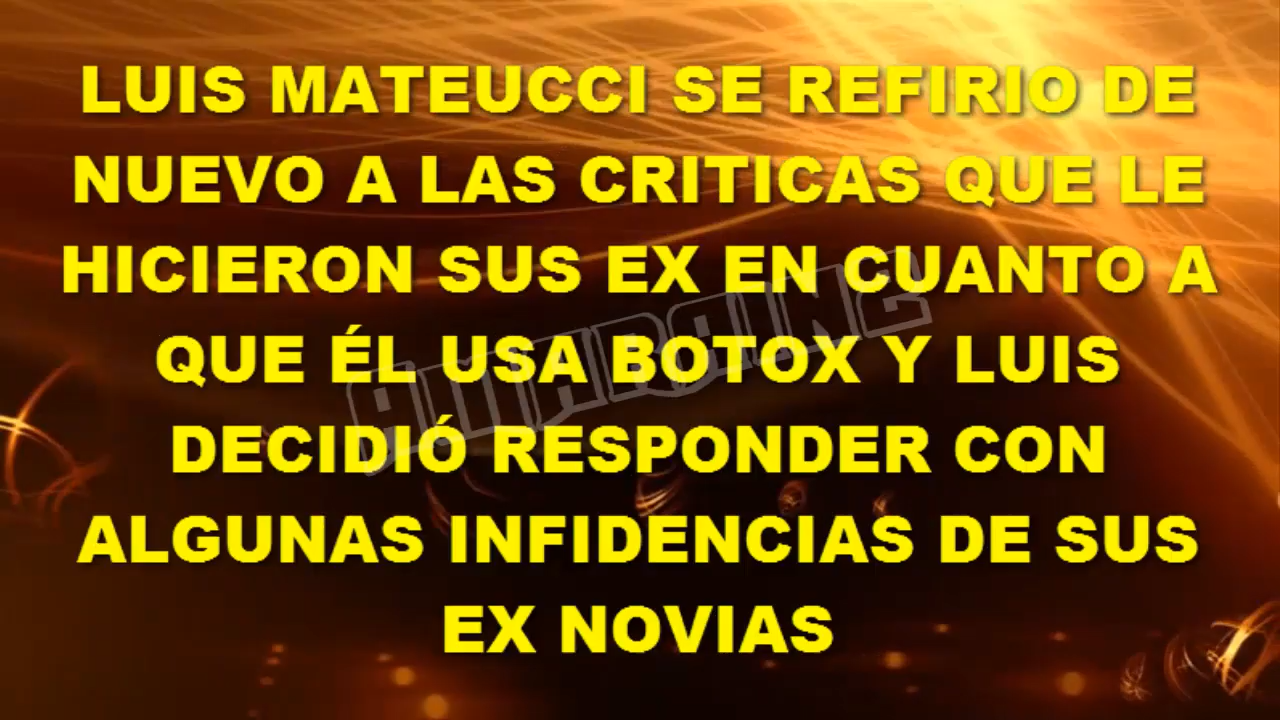 LUIS MATEUCCI SE REFIRIO DE
NUEVO A LAS CRITICAS QUE LE
HICIERON SUS EX EN CUANTO A
QUE ÉL USA BOTOX Y LUIS
DECIDIÓ RESPONDER CON
ALGUNAS INFIDENCIAS DE SUS
EX NOVIAS